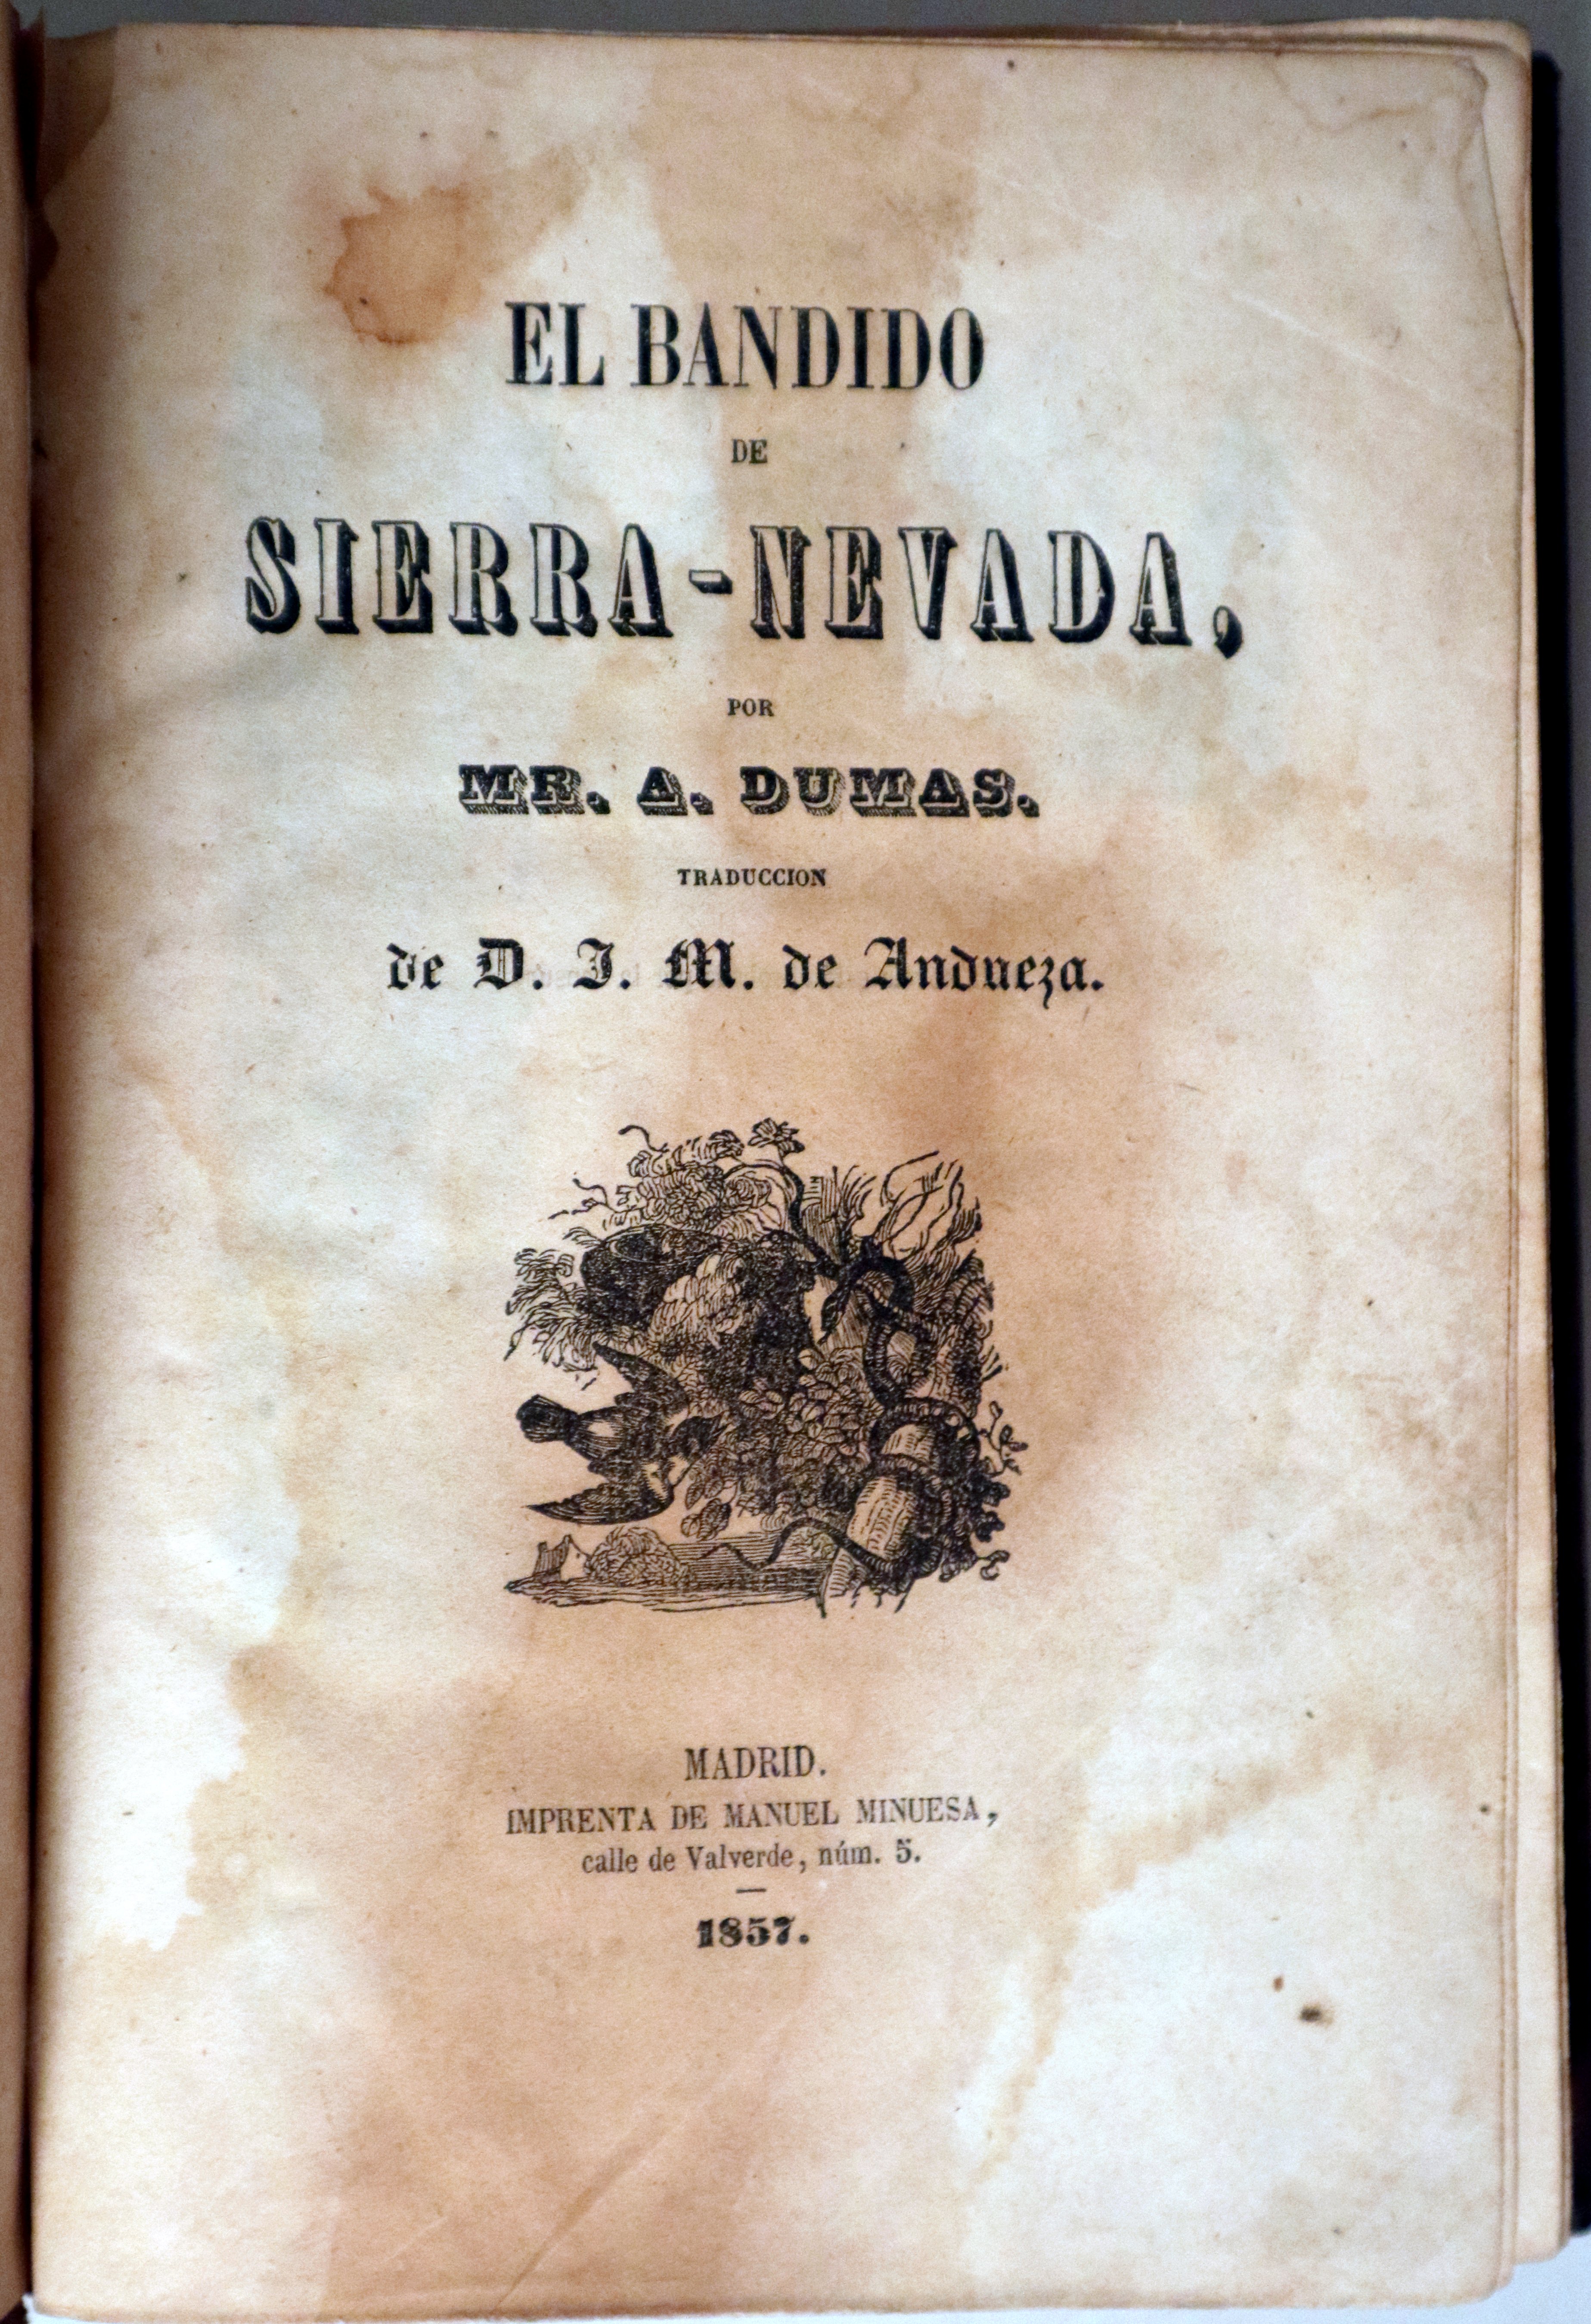 EL BANDIDO
DE
SIERRA-NEVADA,
POR
MR. A. DUMAS.
TRADUCCION
de D. J. M. de Andueza.
MADRID.
IMPRENTA DE MANUEL MINUESA,
calle de Valverde, núm. 5.
1857.